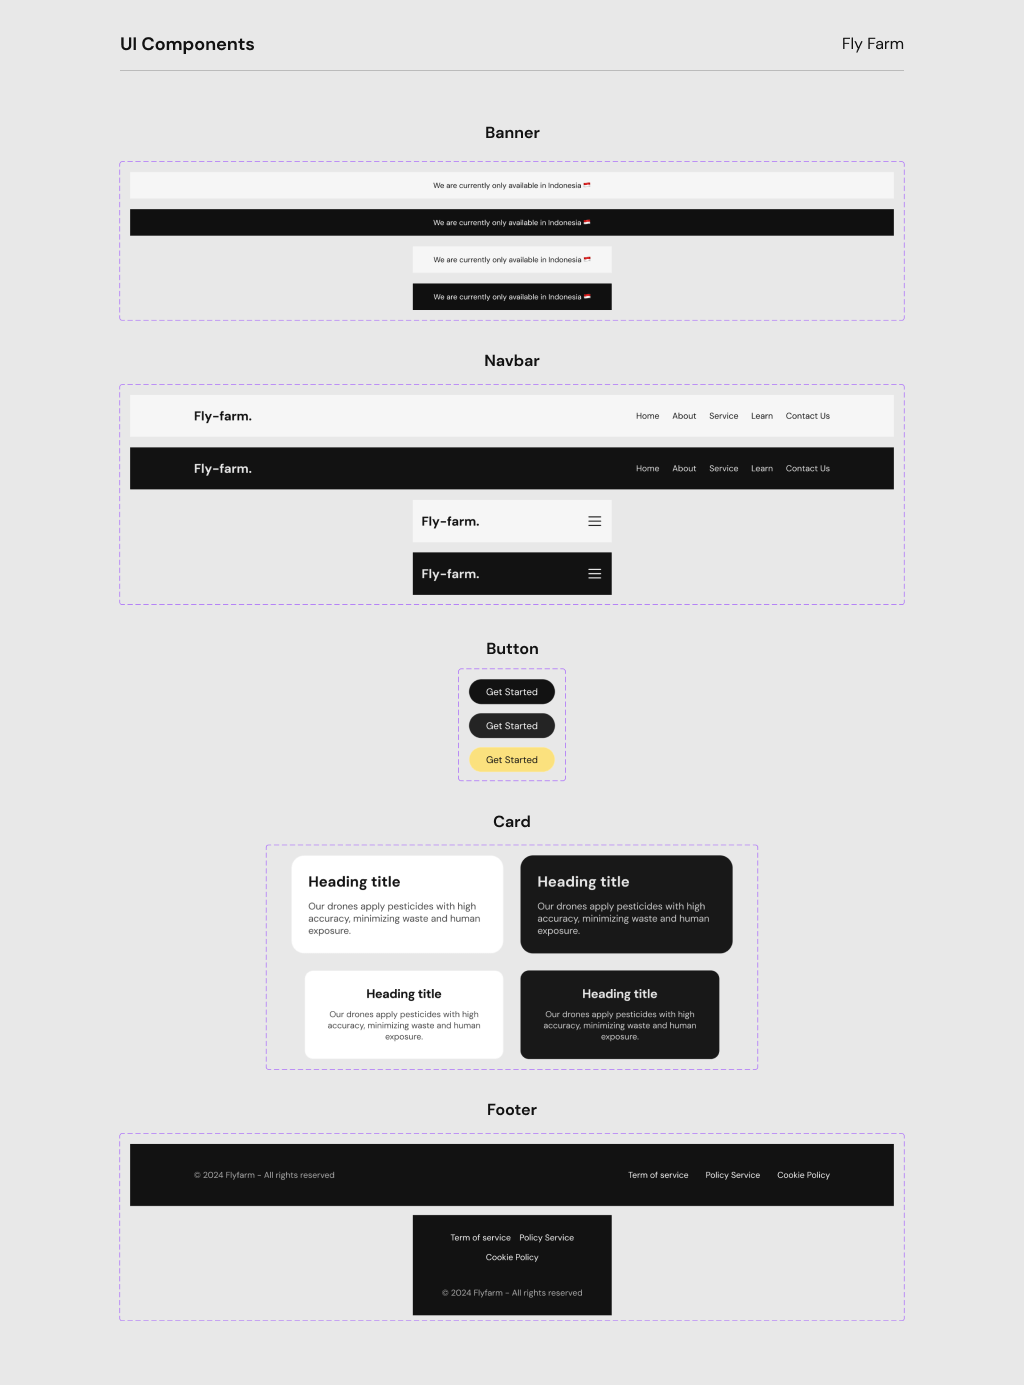 UI Components
Fly Farm
Banner
We are currently only available in Indonesia 🇮🇩
We are currently only available in Indonesia 🇮🇩
We are currently only available in Indonesia 🇮🇩
We are currently only available in Indonesia 🇮🇩
Navbar
Fly-farm.
Home About Service Learn Contact Us
Fly-farm.
Home About Service Learn Contact Us
Fly-farm.
Fly-farm.
Button
Get Started
Get Started
Get Started
Card
Heading title
Our drones apply pesticides with high
accuracy, minimizing waste and human
exposure.
Heading title
Our drones apply pesticides with high
accuracy, minimizing waste and human
exposure.
Heading title
Our drones apply pesticides with high
accuracy, minimizing waste and human
exposure.
Heading title
Our drones apply pesticides with high
accuracy, minimizing waste and human
exposure.
Footer
© 2024 Flyfarm - All rights reserved
Term of service Policy Service Cookie Policy
Term of service Policy Service
Cookie Policy
© 2024 Flyfarm - All rights reserved